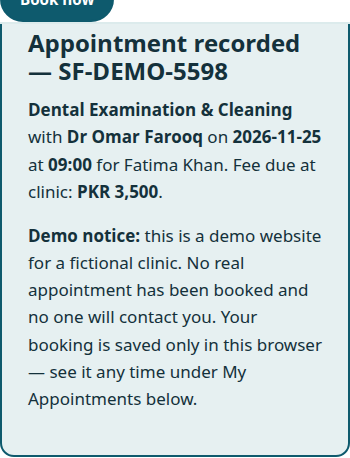 Book now
Appointment recorded
— SF-DEMO-5598
Dental Examination & Cleaning
with Dr Omar Farooq on 2026-11-25
at 09:00 for Fatima Khan. Fee due at
clinic: PKR 3,500.
Demo notice: this is a demo website
for a fictional clinic. No real
appointment has been booked and
no one will contact you. Your
booking is saved only in this browser
— see it any time under My
Appointments below.